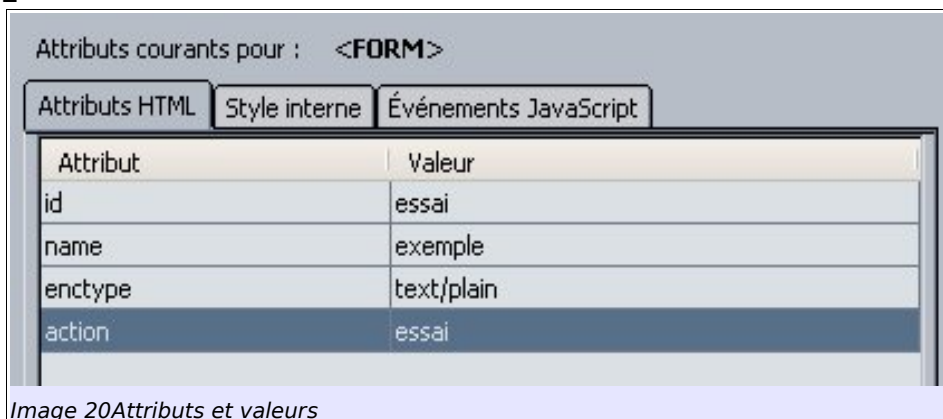 Attributs courants pour : <FORM>
Attributs HTML Style interne Événements JavaScript
Attribut Valeur
id essai
name exemple
enctype text/plain
action essai
Image 20Attributs et valeurs